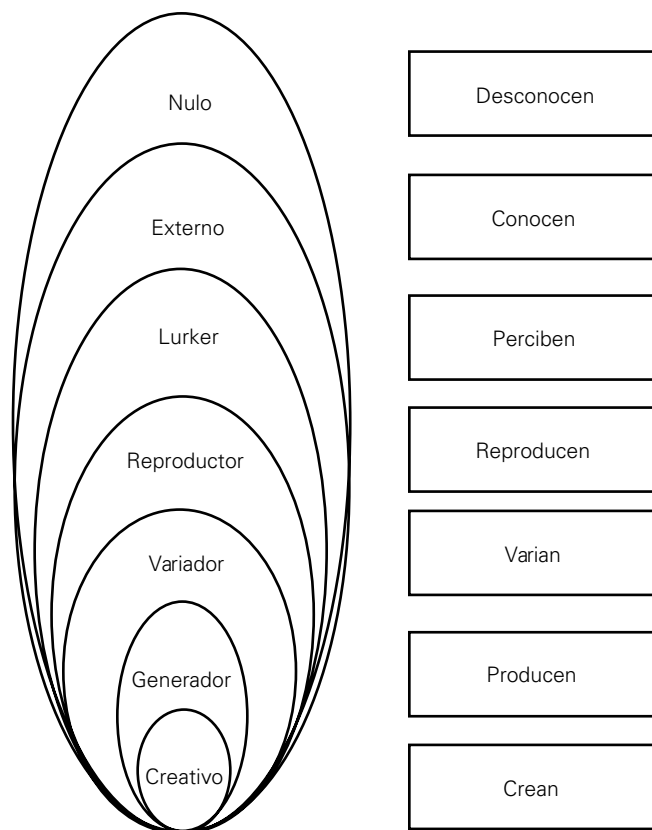 Nulo
Desconocen
Externo
Conocen
Lurker
Perciben
Reproductor
Reproducen
Variador
Varian
Generador
Producen
Creativo
Crean